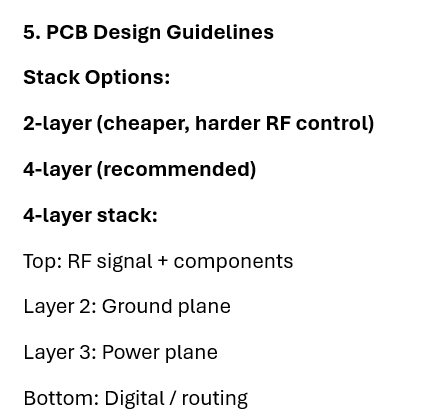 5. PCB Design Guidelines
Stack Options:
2-layer (cheaper, harder RF control)
4-layer (recommended)
4-layer stack:
Top: RF signal + components
Layer 2: Ground plane
Layer 3: Power plane
Bottom: Digital / routing